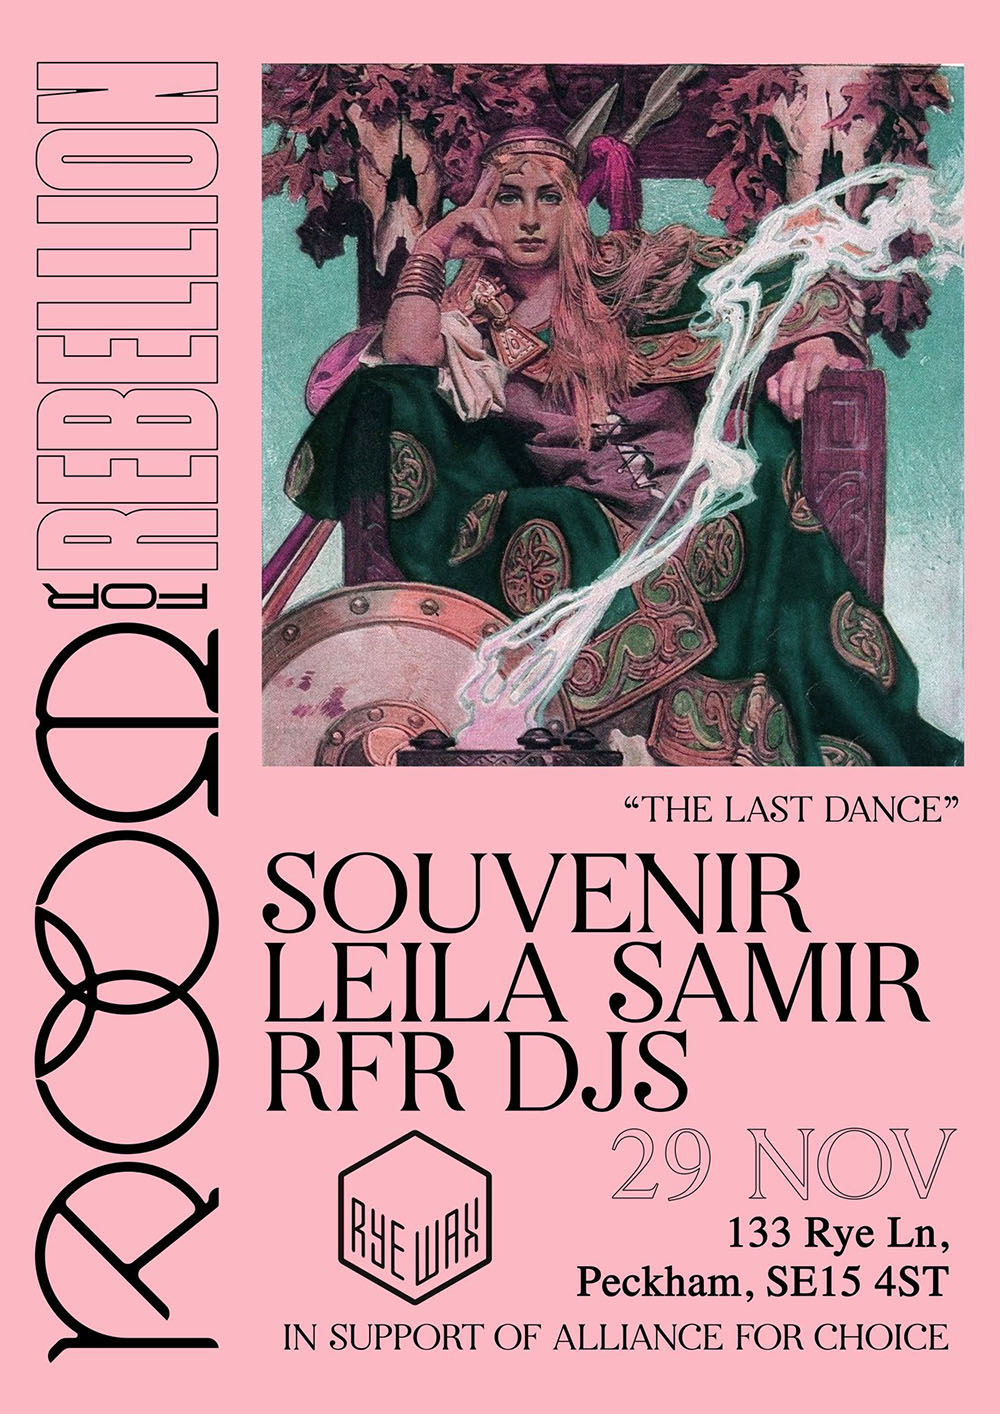 ROOM
FOR
REBELLION
“THE LAST DANCE”
SOUVENIR
LEILA SAMIR
RFR DJS
29 NOV
RYE WAX
133 Rye Ln,
Peckham, SE15 4ST
IN SUPPORT OF ALLIANCE FOR CHOICE